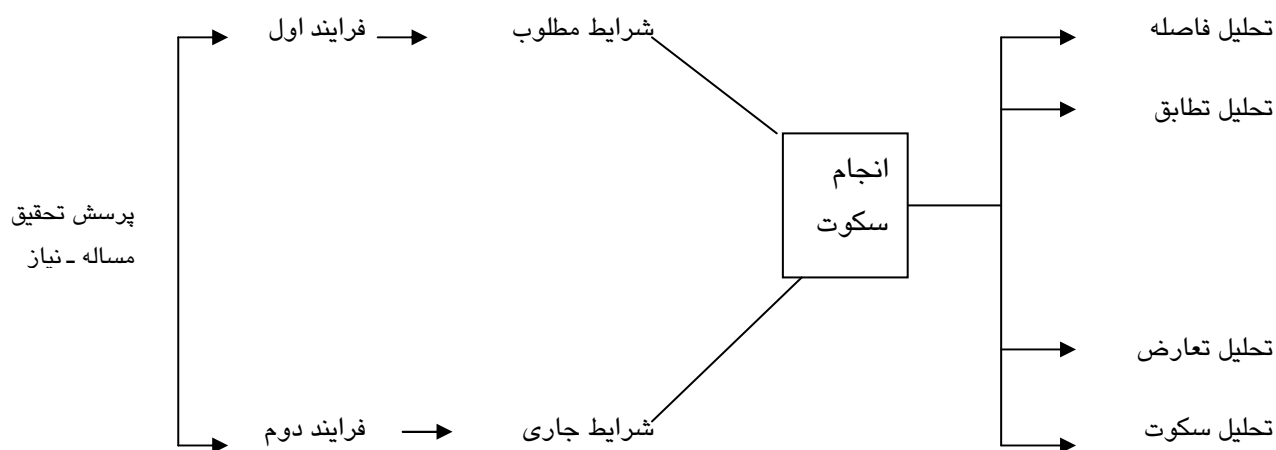 پرسش تحقیق
مساله ـ نیاز
فرایند اول
شرایط مطلوب
فرایند دوم
شرایط جاری
انجام
سکوت
تحلیل فاصله
تحلیل تطابق
تحلیل تعارض
تحلیل سکوت